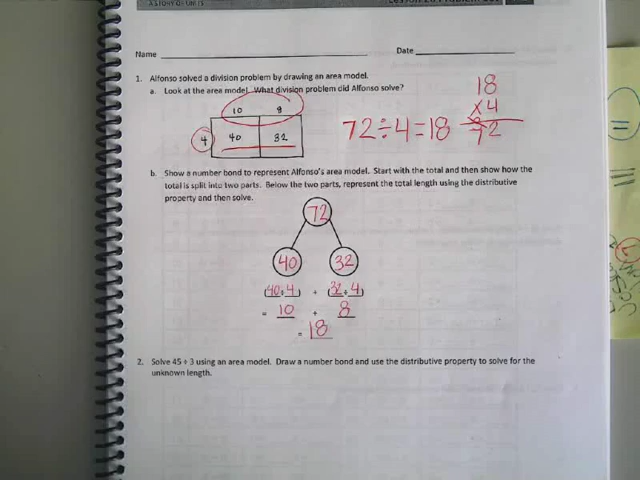 A STORY OF UNITS
Name
Date
1. Alfonso solved a division problem by drawing an area model.
a. Look at the area model. What division problem did Alfonso solve?
10 8
4 40 32
72÷4=18
18
x4
72
b. Show a number bond to represent Alfonso's area model. Start with the total and then show how the
total is split into two parts. Below the two parts, represent the total length using the distributive
property and then solve.
72
40 32
(40÷4) + (32÷4)
= 10 + 8
= 18
2. Solve 45 ÷ 3 using an area model. Draw a number bond and use the distributive property to solve for the
unknown length.